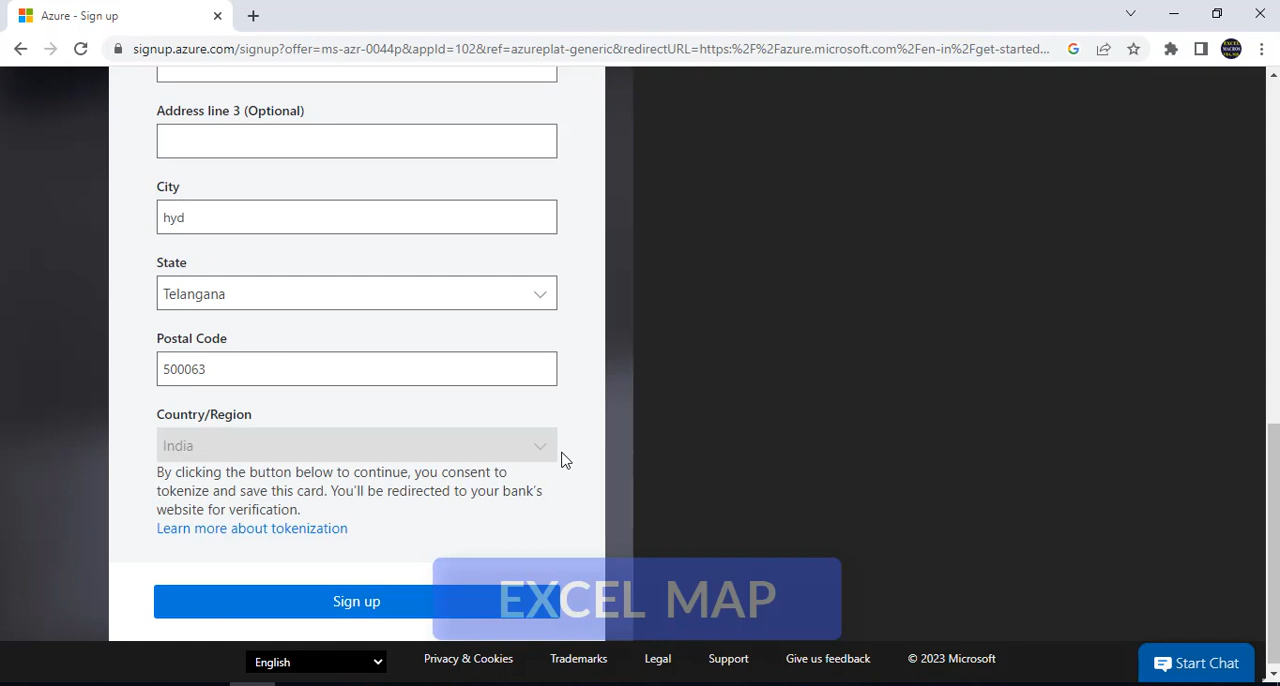 Azure - Sign up
signup.azure.com/signup?offer=ms-azr-0044p&appId=102&ref=azureplat-generic&redirectURL=https:%2F%2Fazure.microsoft.com%2Fen-in%2Fget-started...
Address line 3 (Optional)
City
hyd
State
Telangana
Postal Code
500063
Country/Region
India
By clicking the button below to continue, you consent to
tokenize and save this card. You'll be redirected to your bank's
website for verification.
Learn more about tokenization
Sign up
EXCEL MAP
English
Privacy & Cookies
Trademarks
Legal
Support
Give us feedback
© 2023 Microsoft
Start Chat